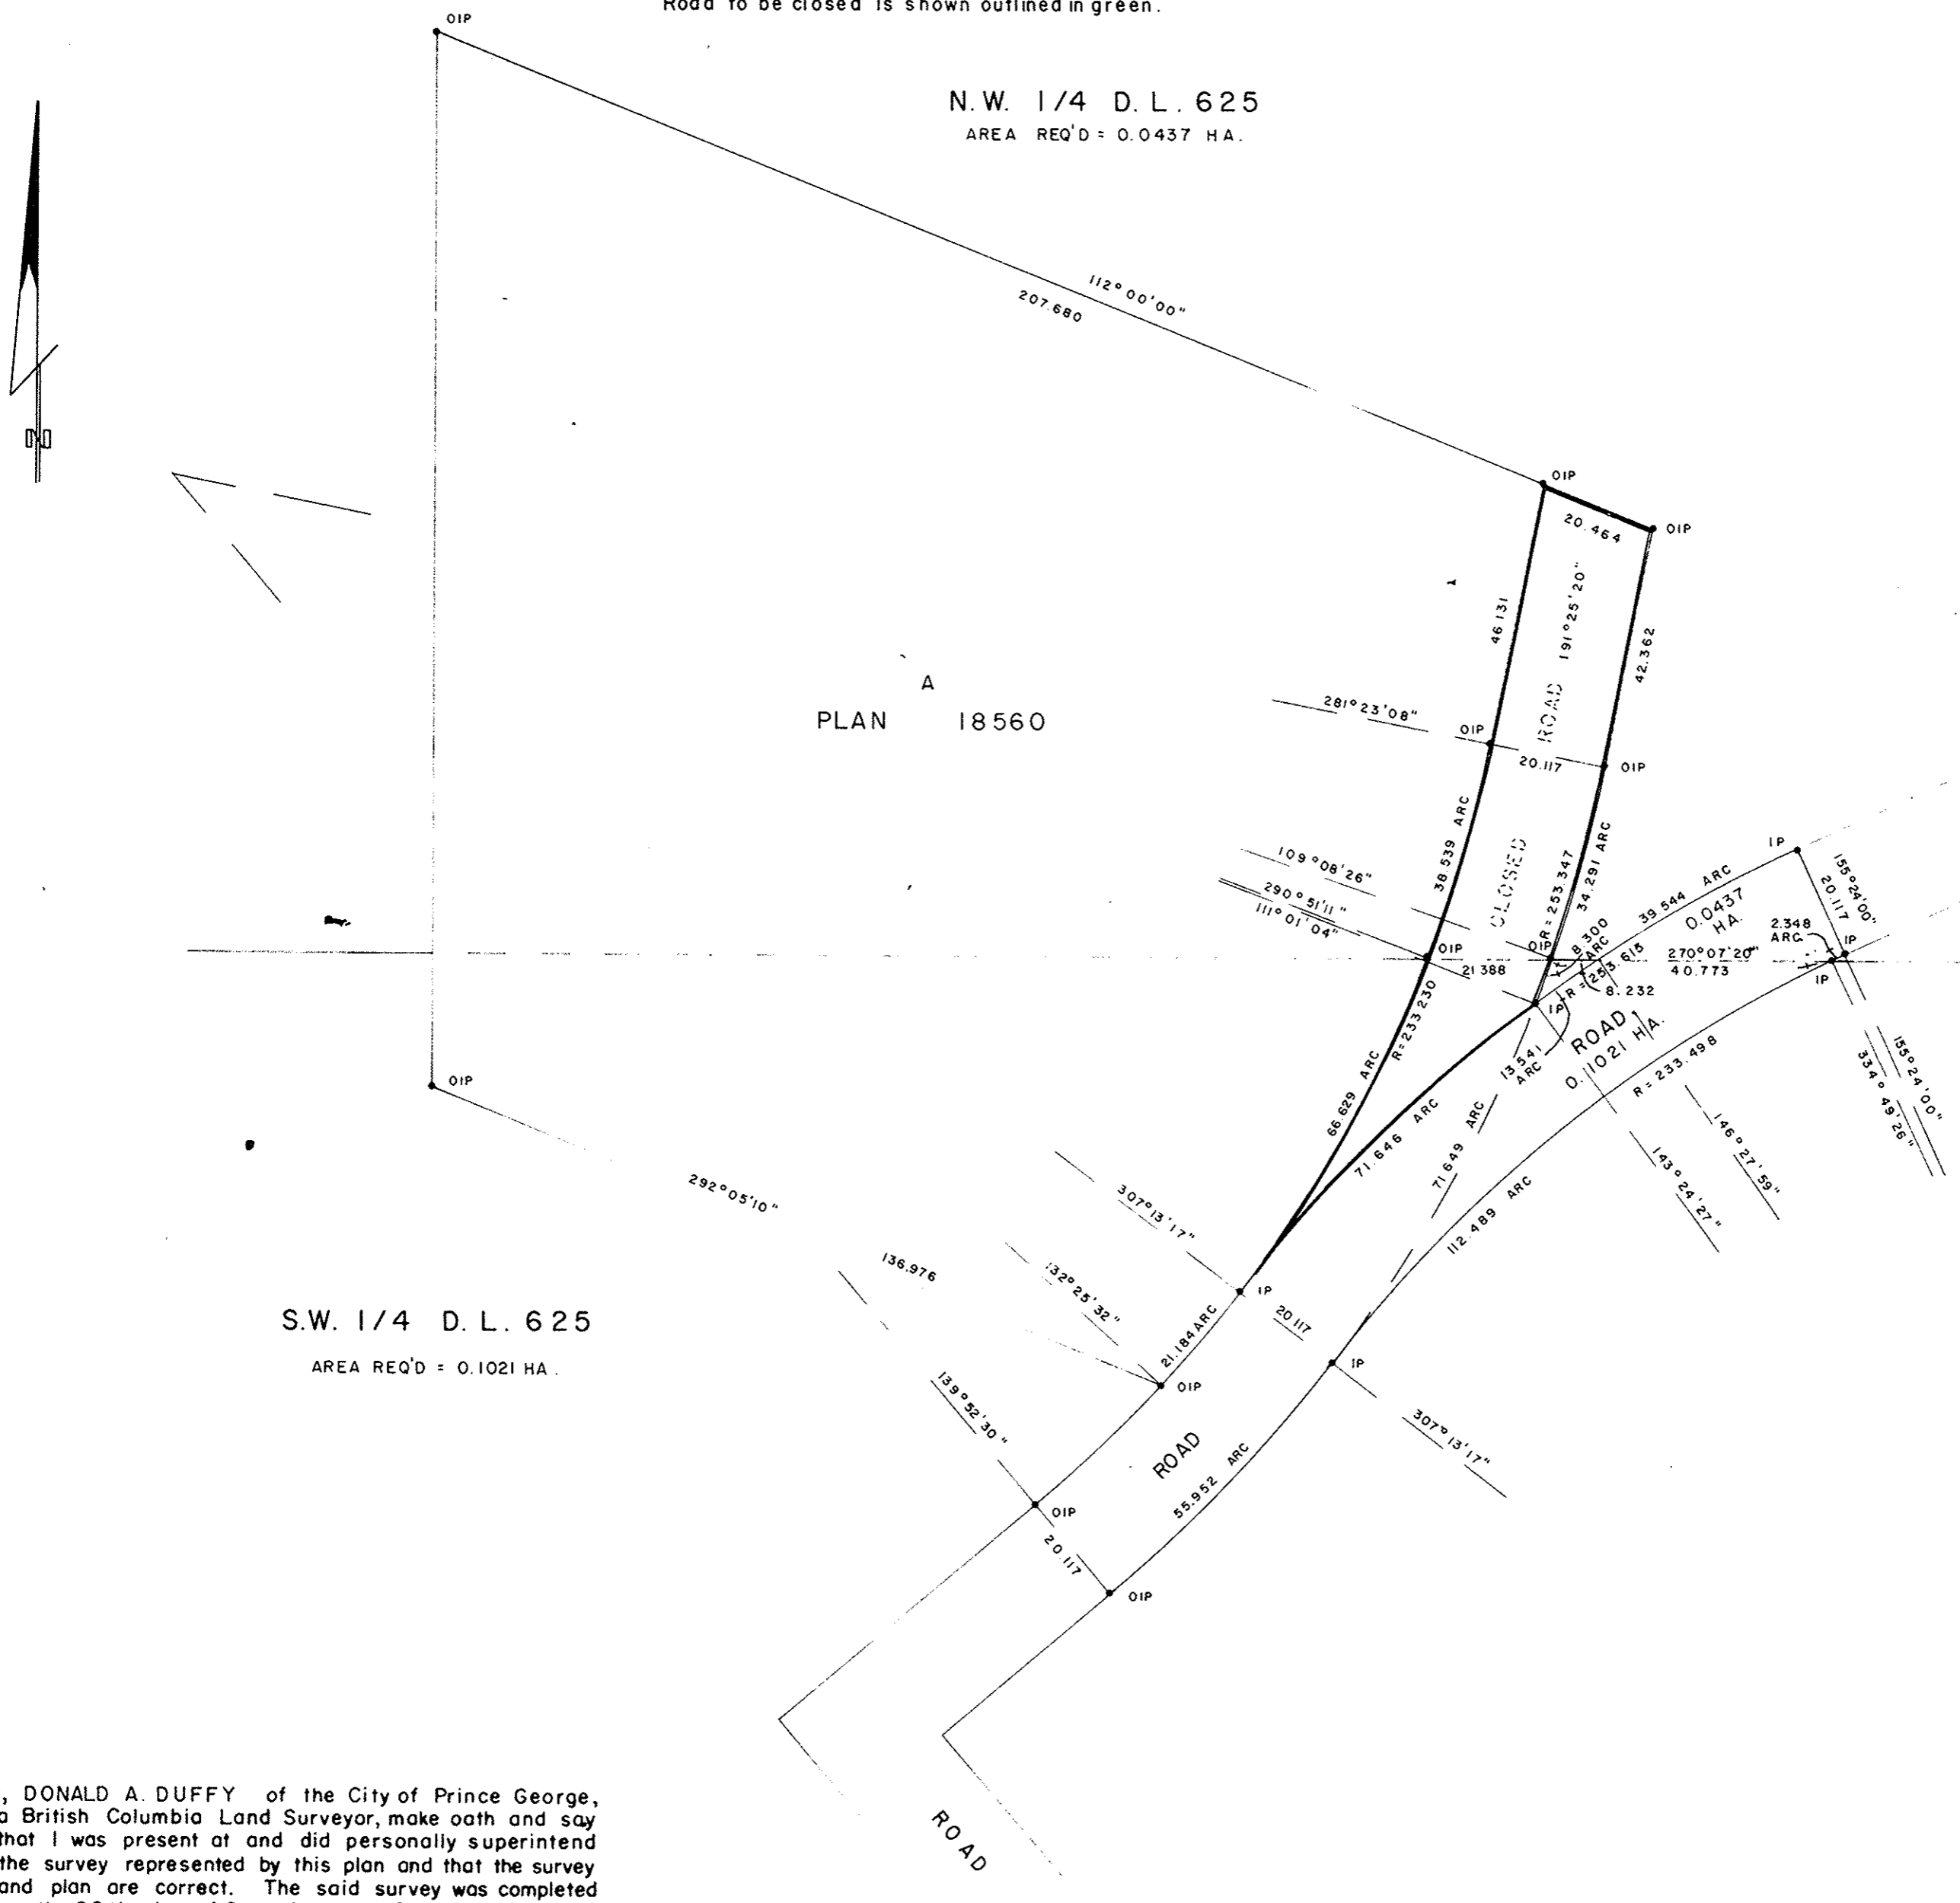 Road to be closed is shown outlined in green.
OIP
N.W. 1/4 D.L. 625
AREA REQ'D = 0.0437 HA.
N
112°00'00"
207.680
OIP
20.464
OIP
46.131
191°25'20"
42.362
A
PLAN 18560
281°23'08"
OIP
ROAD
20.117
OIP
38.539 ARC
CLOSED
R = 253.347
34.291 ARC
109°08'26"
290°51'11"
111°01'04"
IP
155°24'00"
20.117
39.544 ARC
0.0437
HA.
2.348
ARC
IP
OIP
OIP
8.300
ARC
21.388
R = 253.615
270°07'20"
40.773
8.232
IP
IP
R = 233.230
ROAD
0.1021 HA.
13.541
ARC
R = 233.498
155°24'00"
334°49'26"
OIP
66.629 ARC
71.646 ARC
71.649 ARC
146°27'59"
143°24'27"
112.489 ARC
292°05'10"
307°13'17"
136.976
132°25'32"
IP
20.117
S.W. 1/4 D.L. 625
AREA REQ'D = 0.1021 HA.
21.184 ARC
IP
OIP
139°52'30"
307°13'17"
ROAD
55.952 ARC
OIP
20.117
OIP
ROAD
, DONALD A. DUFFY of the City of Prince George,
a British Columbia Land Surveyor, make oath and say
that I was present at and did personally superintend
the survey represented by this plan and that the survey
and plan are correct. The said survey was completed